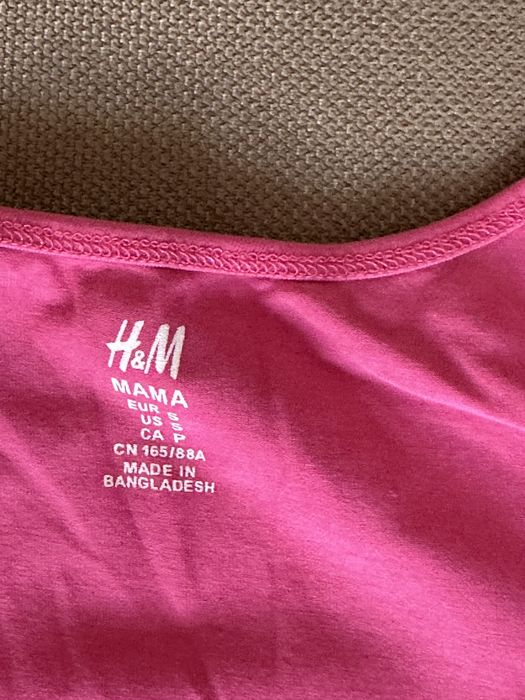 H&M
MAMA
EUR S
US S
CA P
CN 165/88A
MADE IN
BANGLADESH